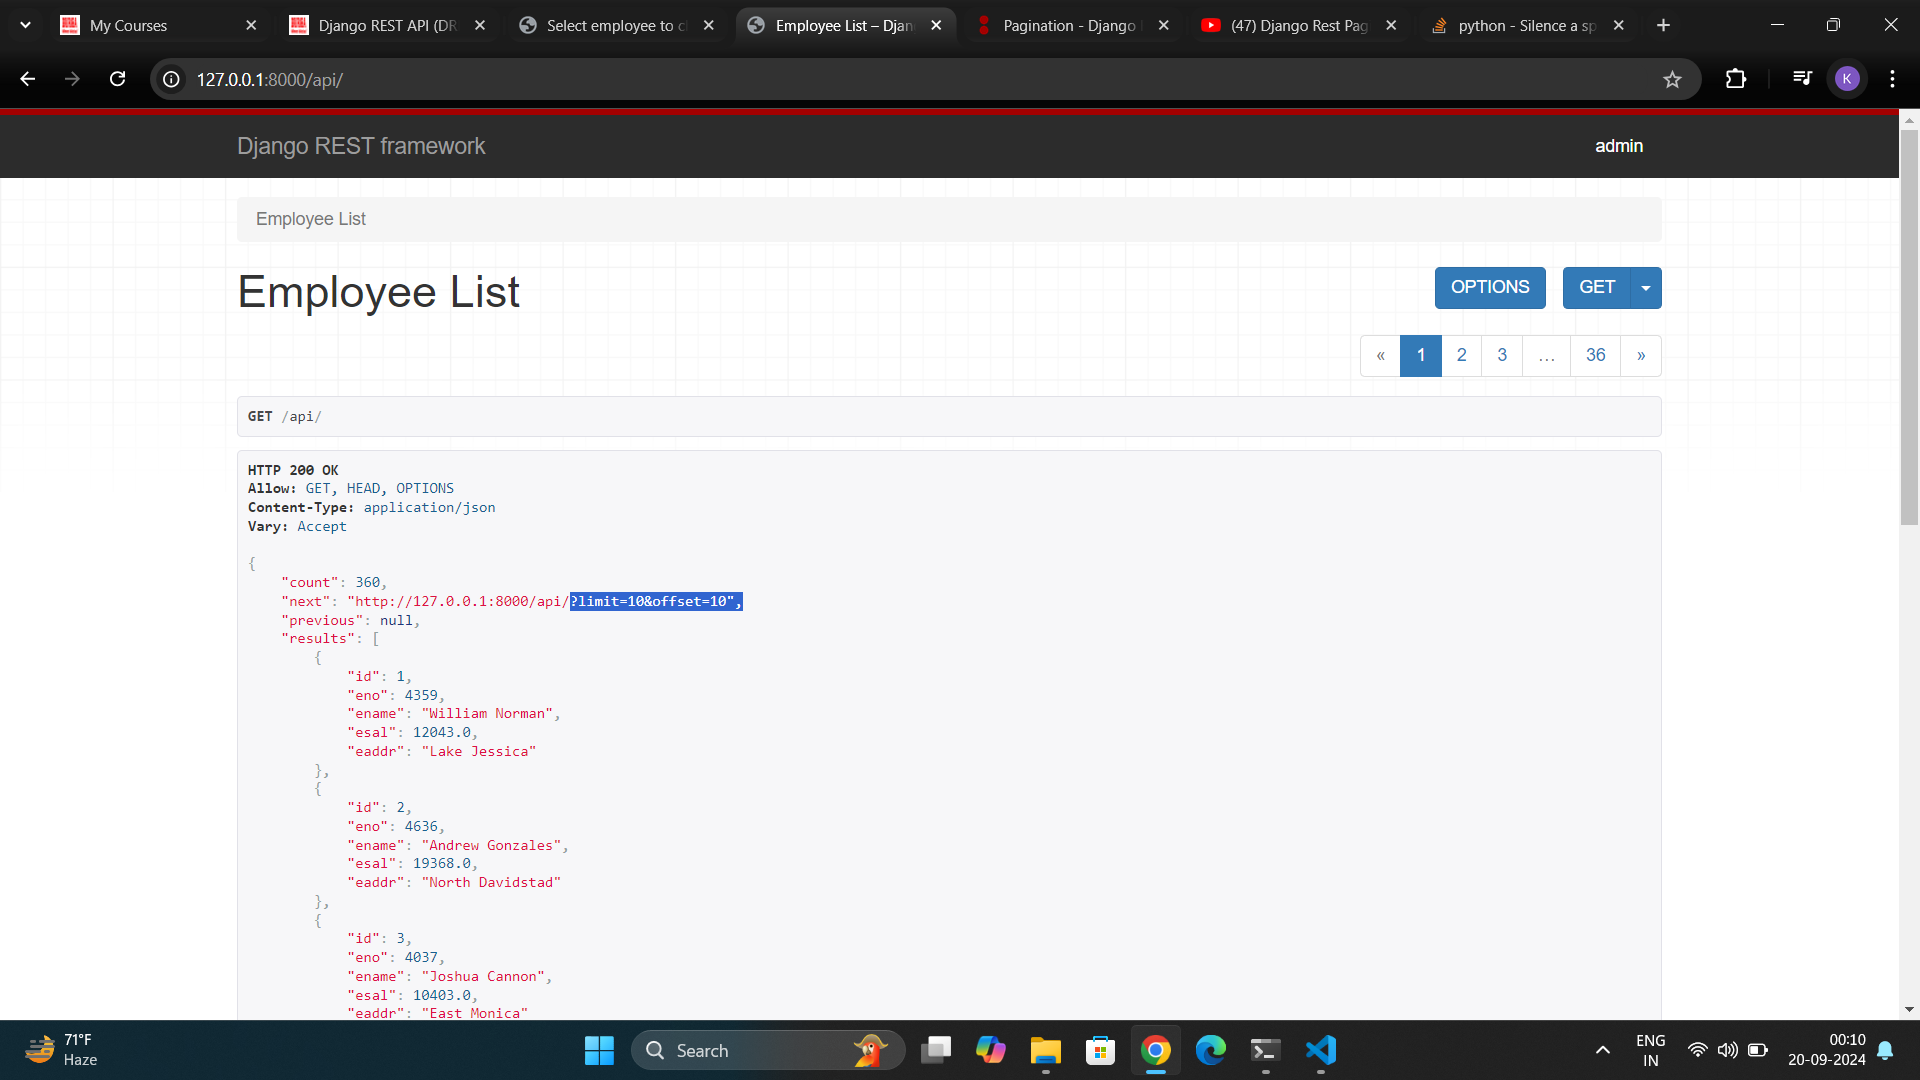 My Courses
Django REST API (DR
Select employee to cl
Employee List – Djan
Pagination - Django
(47) Django Rest Pag
python - Silence a sp
127.0.0.1:8000/api/
K
Django REST framework
admin
Employee List
Employee List
OPTIONS
GET
« 1 2 3 … 36 »
GET /api/
HTTP 200 OK
Allow: GET, HEAD, OPTIONS
Content-Type: application/json
Vary: Accept
{
"count": 360,
"next": "http://127.0.0.1:8000/api/?limit=10&offset=10",
"previous": null,
"results": [
{
"id": 1,
"eno": 4359,
"ename": "William Norman",
"esal": 12043.0,
"eaddr": "Lake Jessica"
},
{
"id": 2,
"eno": 4636,
"ename": "Andrew Gonzales",
"esal": 19368.0,
"eaddr": "North Davidstad"
},
{
"id": 3,
"eno": 4037,
"ename": "Joshua Cannon",
"esal": 10403.0,
"eaddr": "East Monica"
71°F
Haze
Search
ENG
IN
00:10
20-09-2024